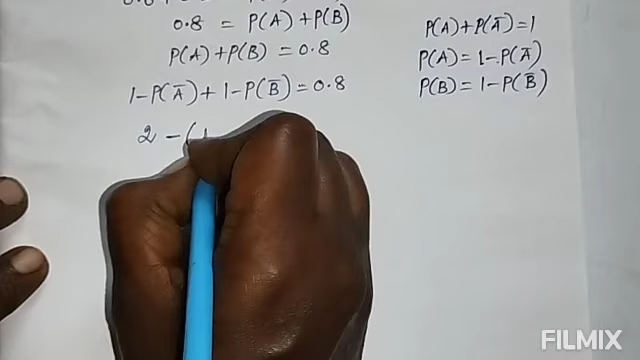 0.8 = P(A) + P(B)
P(A) + P(B) = 0.8
1 - P(A̅) + 1 - P(B̅) = 0.8
2 - (
P(A) + P(A̅) = 1
P(A) = 1 - P(A̅)
P(B) = 1 - P(B̅)
FILMIX